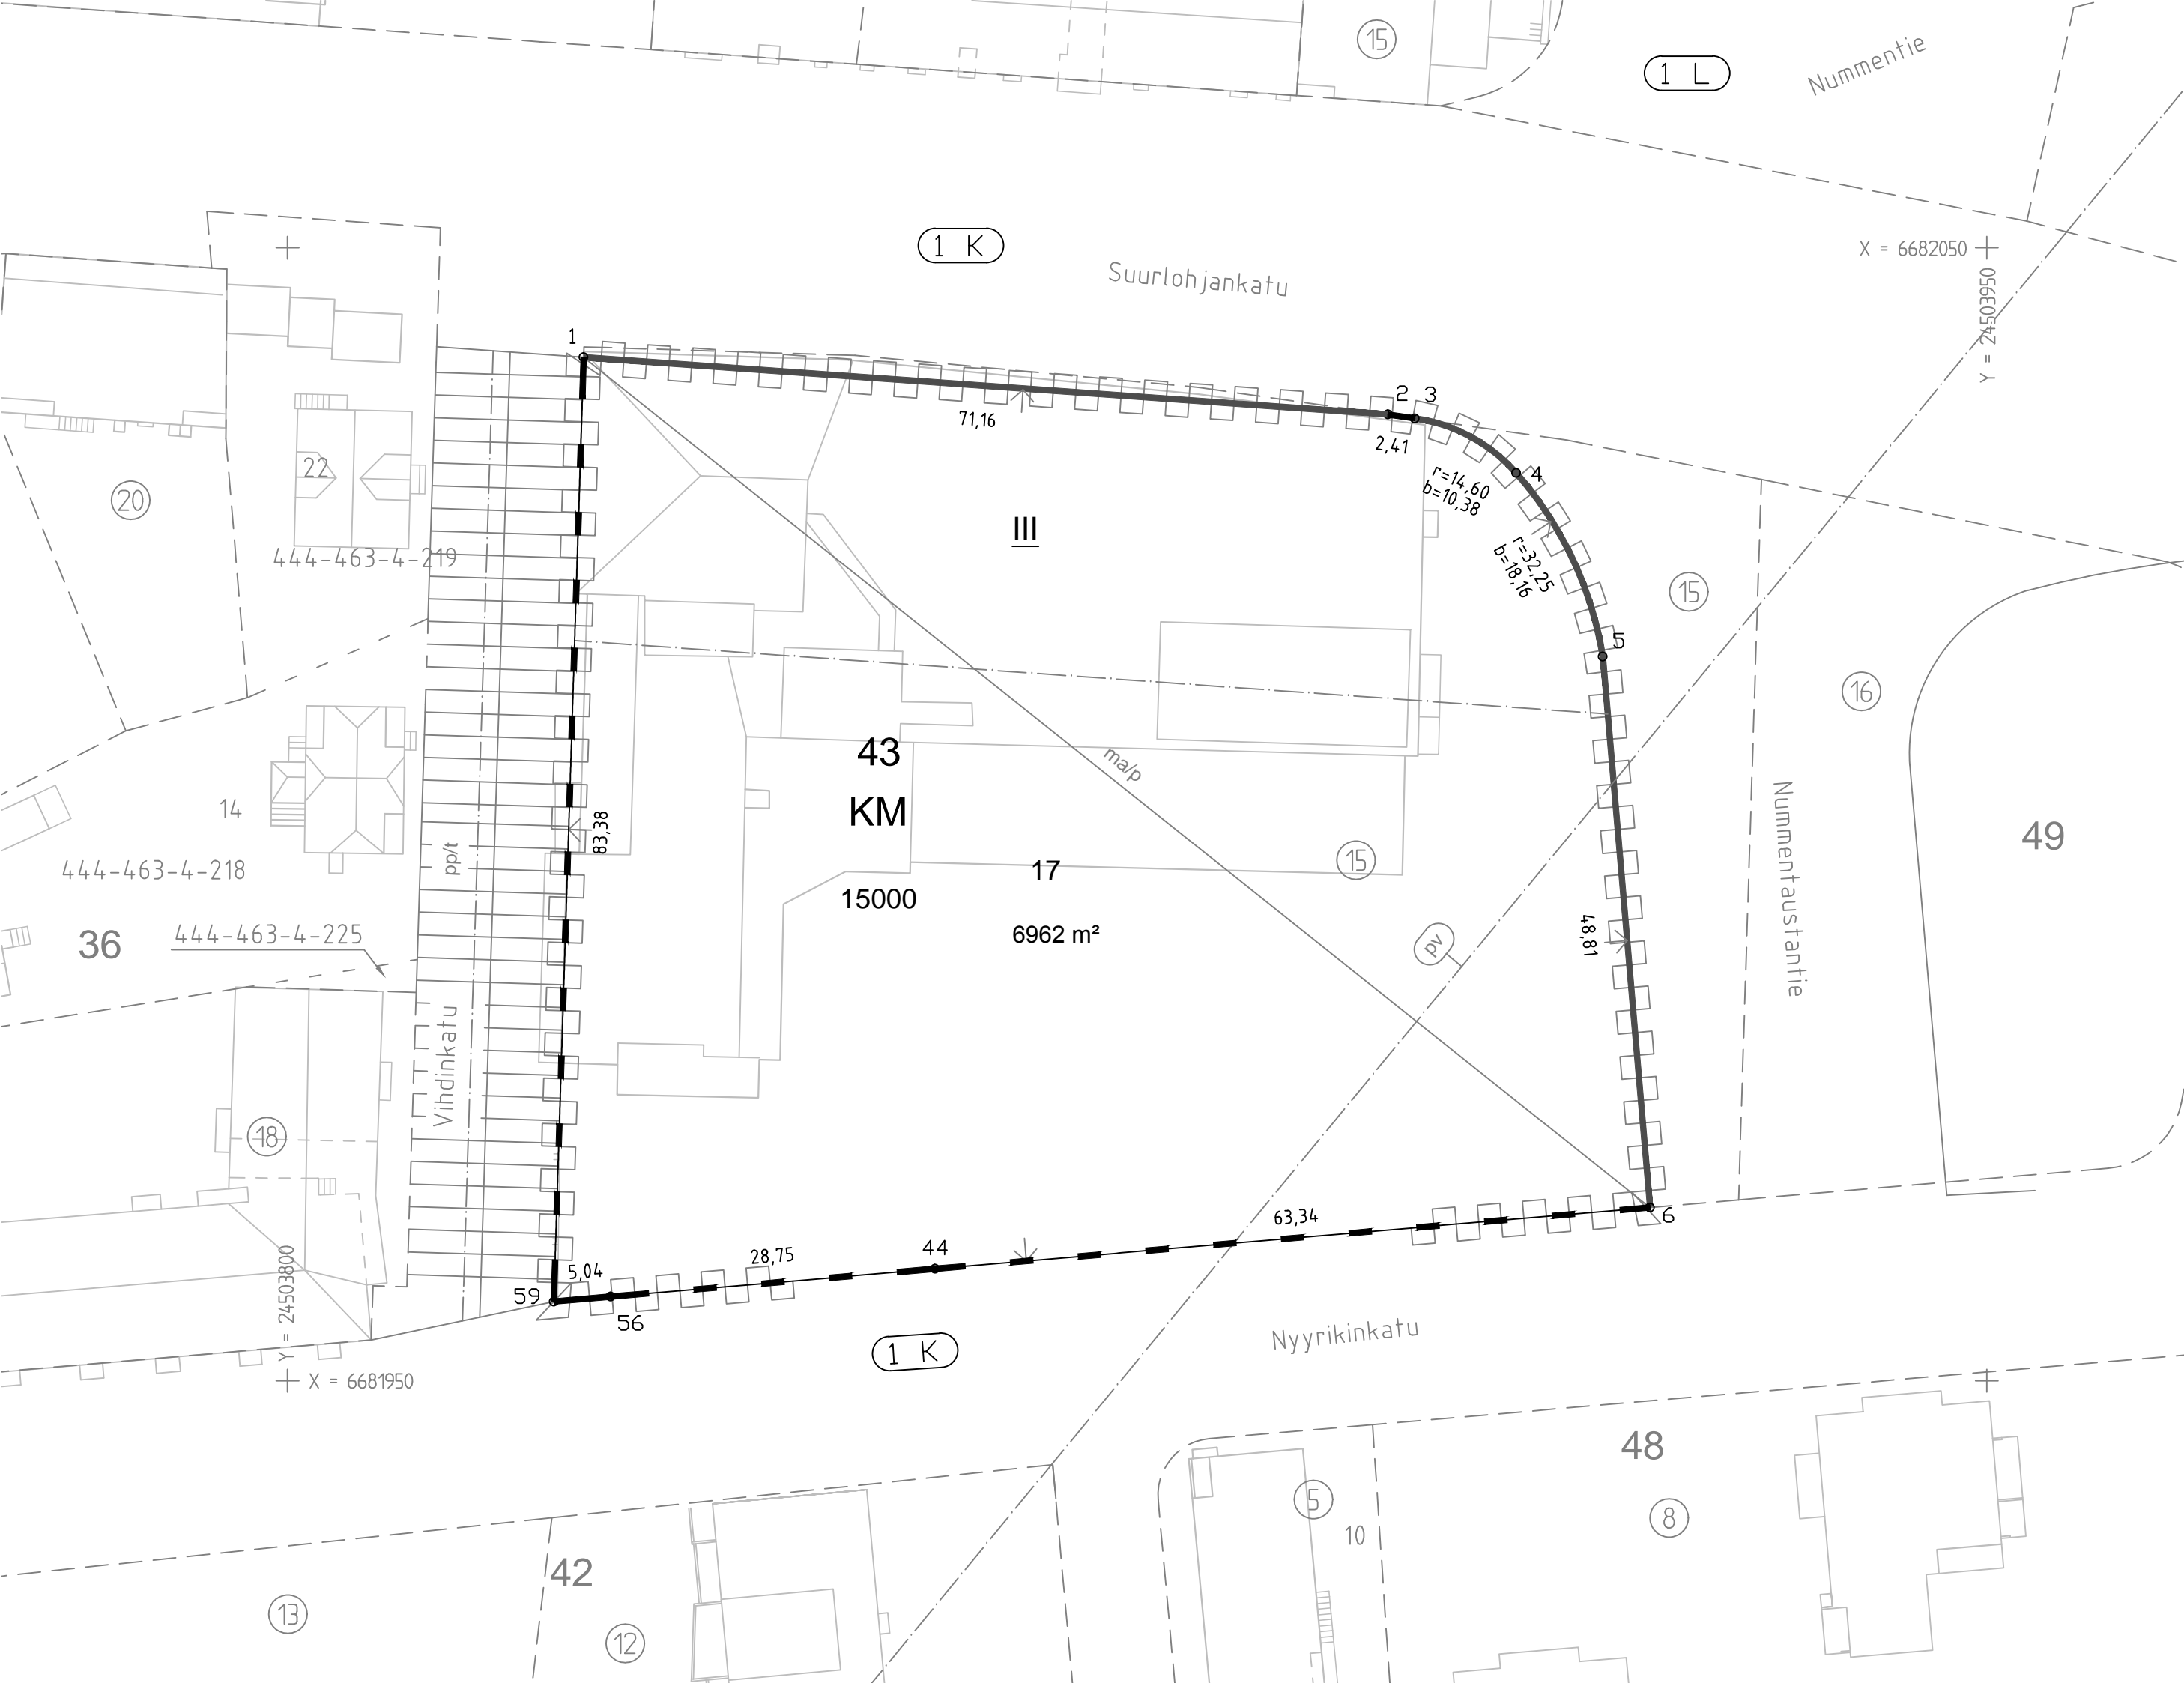 15
1 L
Nummentie
1 K
Suurlohjankatu
X = 6682050
Y = 24503950
1
2
3
71,16
2,41
4
r=14,60
b=10,38
22
20
III
444-463-4-219
r=32,25
b=18,16
15
5
16
43
ma/p
14
83,38
KM
Nummentaustantie
49
pp/t
444-463-4-218
17
15
15000
36
444-463-4-225
6962 m²
pv
48,81
Vihdinkatu
18
63,34
6
44
28,75
5,04
59
56
Y = 24503800
Nyyrikinkatu
1 K
X = 6681950
48
5
8
10
42
13
12